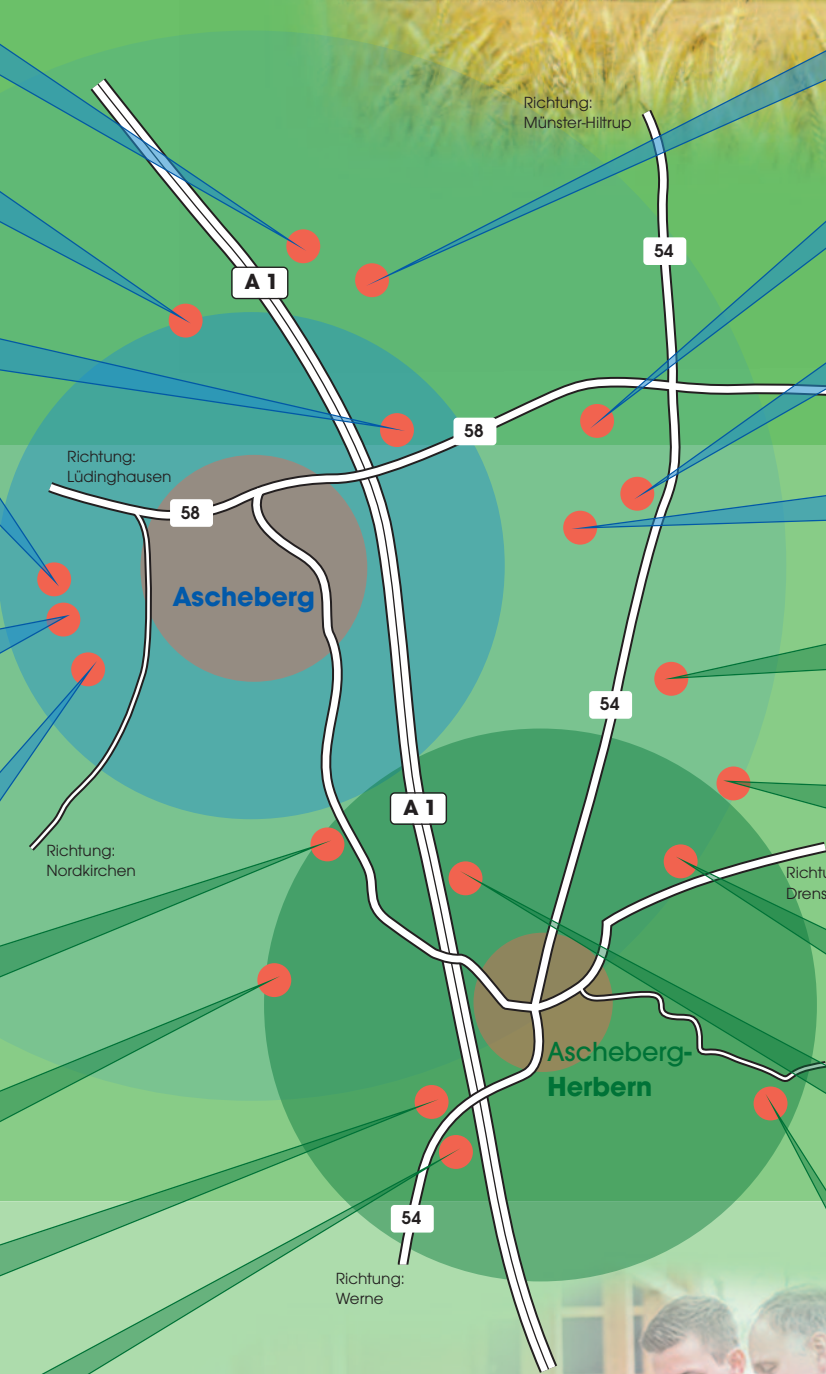 Richtung:
Münster-Hiltrup
54
A 1
58
Richtung:
Lüdinghausen
58
Ascheberg
54
A 1
Richtung:
Nordkirchen
Ascheberg-
Herbern
54
Richtung:
Werne